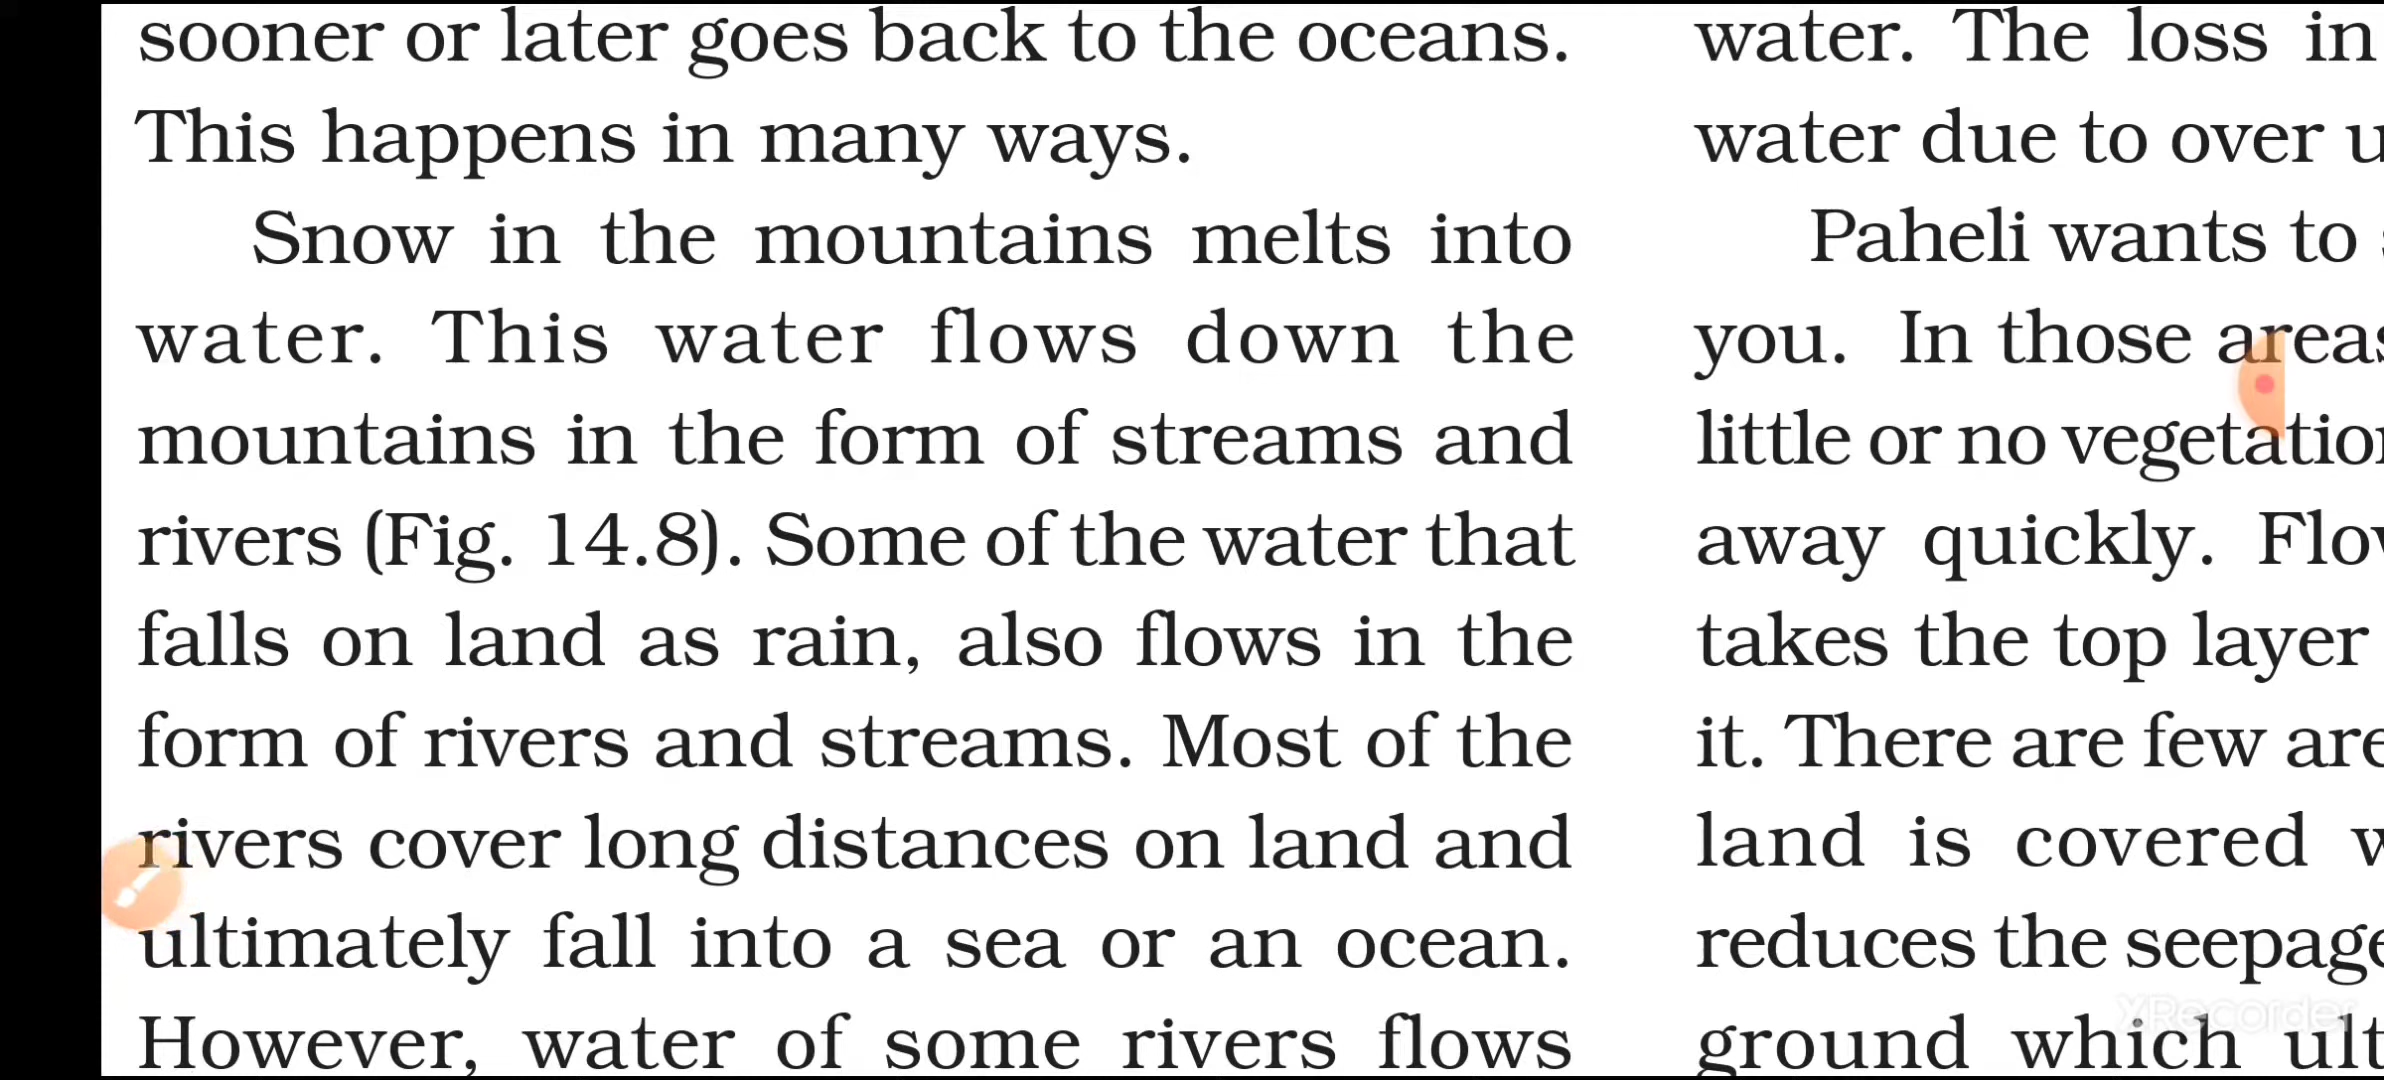 sooner or later goes back to the oceans.
This happens in many ways.
Snow in the mountains melts into
water. This water flows down the
mountains in the form of streams and
rivers (Fig. 14.8). Some of the water that
falls on land as rain, also flows in the
form of rivers and streams. Most of the
rivers cover long distances on land and
ultimately fall into a sea or an ocean.
However, water of some rivers flows
water. The loss in
water due to over
Paheli wants to
you. In those areas
little or no vegetation
away quickly.
takes the top layer
it. There are few
land is covered
reduces the seepage
ground which
XRecorder